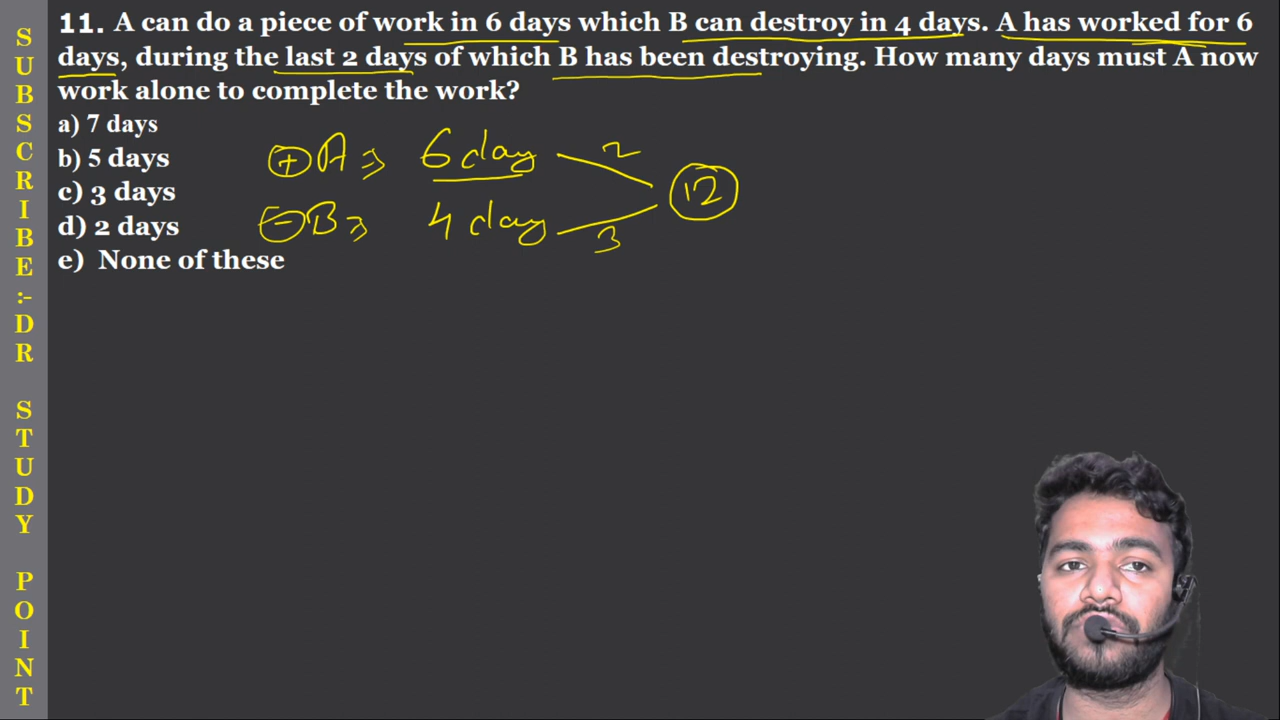 SUBSCRIBE:-DR STUDY POINT
11. A can do a piece of work in 6 days which B can destroy in 4 days. A has worked for 6
days, during the last 2 days of which B has been destroying. How many days must A now
work alone to complete the work?
a) 7 days
b) 5 days
c) 3 days
d) 2 days
e) None of these
+ A ⇒ 6 day 2
12
- B ⇒ 4 day 3